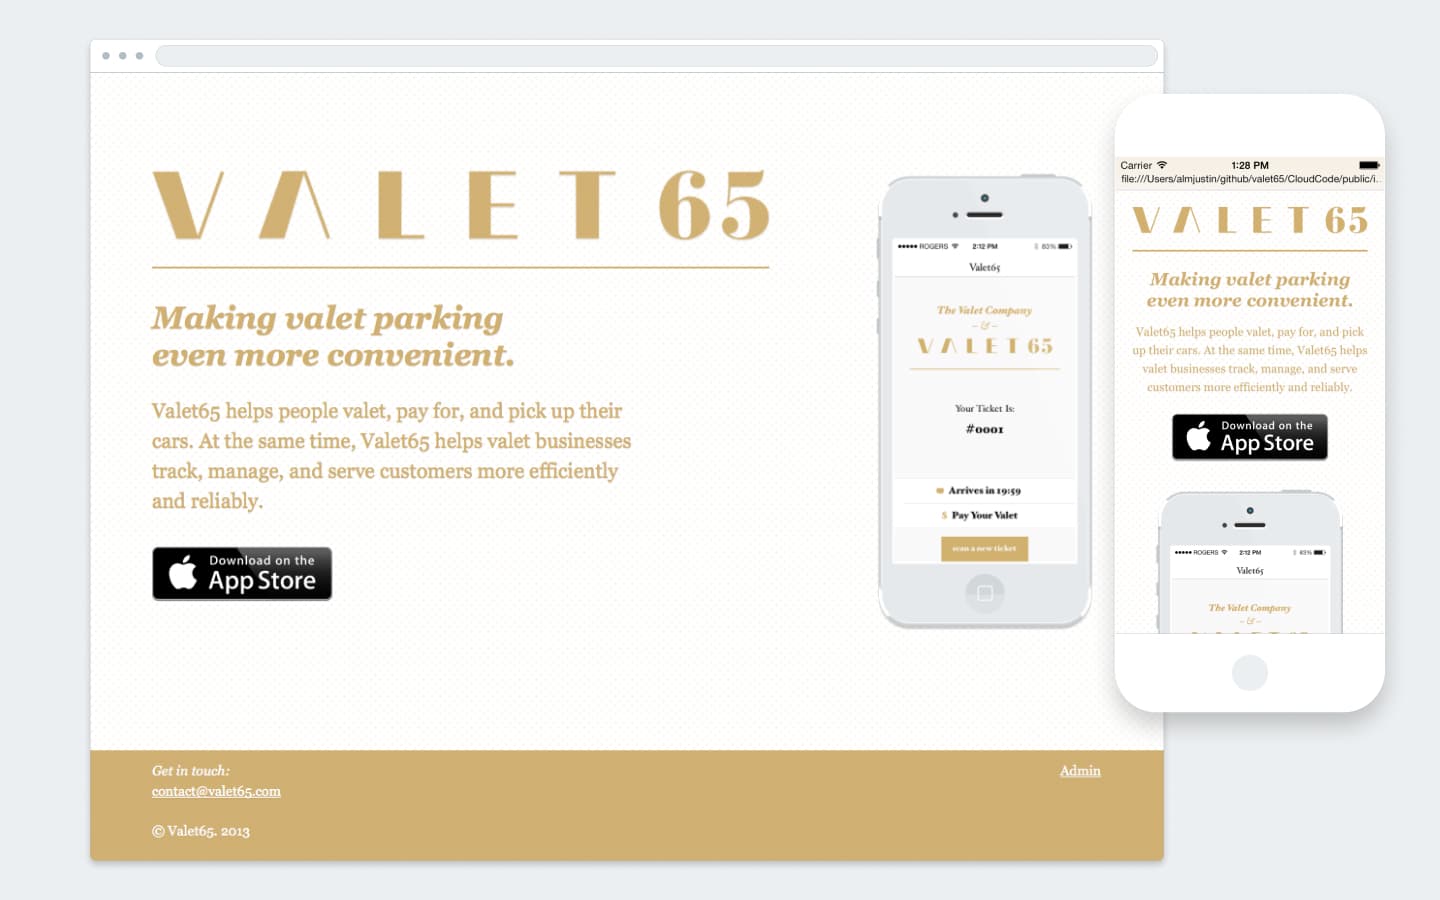 VALET 65
Making valet parking
even more convenient.
Valet65 helps people valet, pay for, and pick up their
cars. At the same time, Valet65 helps valet businesses
track, manage, and serve customers more efficiently
and reliably.
Download on the
App Store
ROGERS 2:12 PM 83%
Valet65
The Valet Company
– & –
VALET 65
Your Ticket Is:
#0001
Arrives in 19:59
$ Pay Your Valet
scan a new ticket
Get in touch:
contact@valet65.com
© Valet65. 2013
Admin
Carrier 1:28 PM
file:///Users/almjustin/github/valet65/CloudCode/public/i...
VALET 65
Making valet parking
even more convenient.
Valet65 helps people valet, pay for, and pick
up their cars. At the same time, Valet65 helps
valet businesses track, manage, and serve
customers more efficiently and reliably.
Download on the
App Store
ROGERS 2:12 PM 83%
Valet65
The Valet Company
– & –